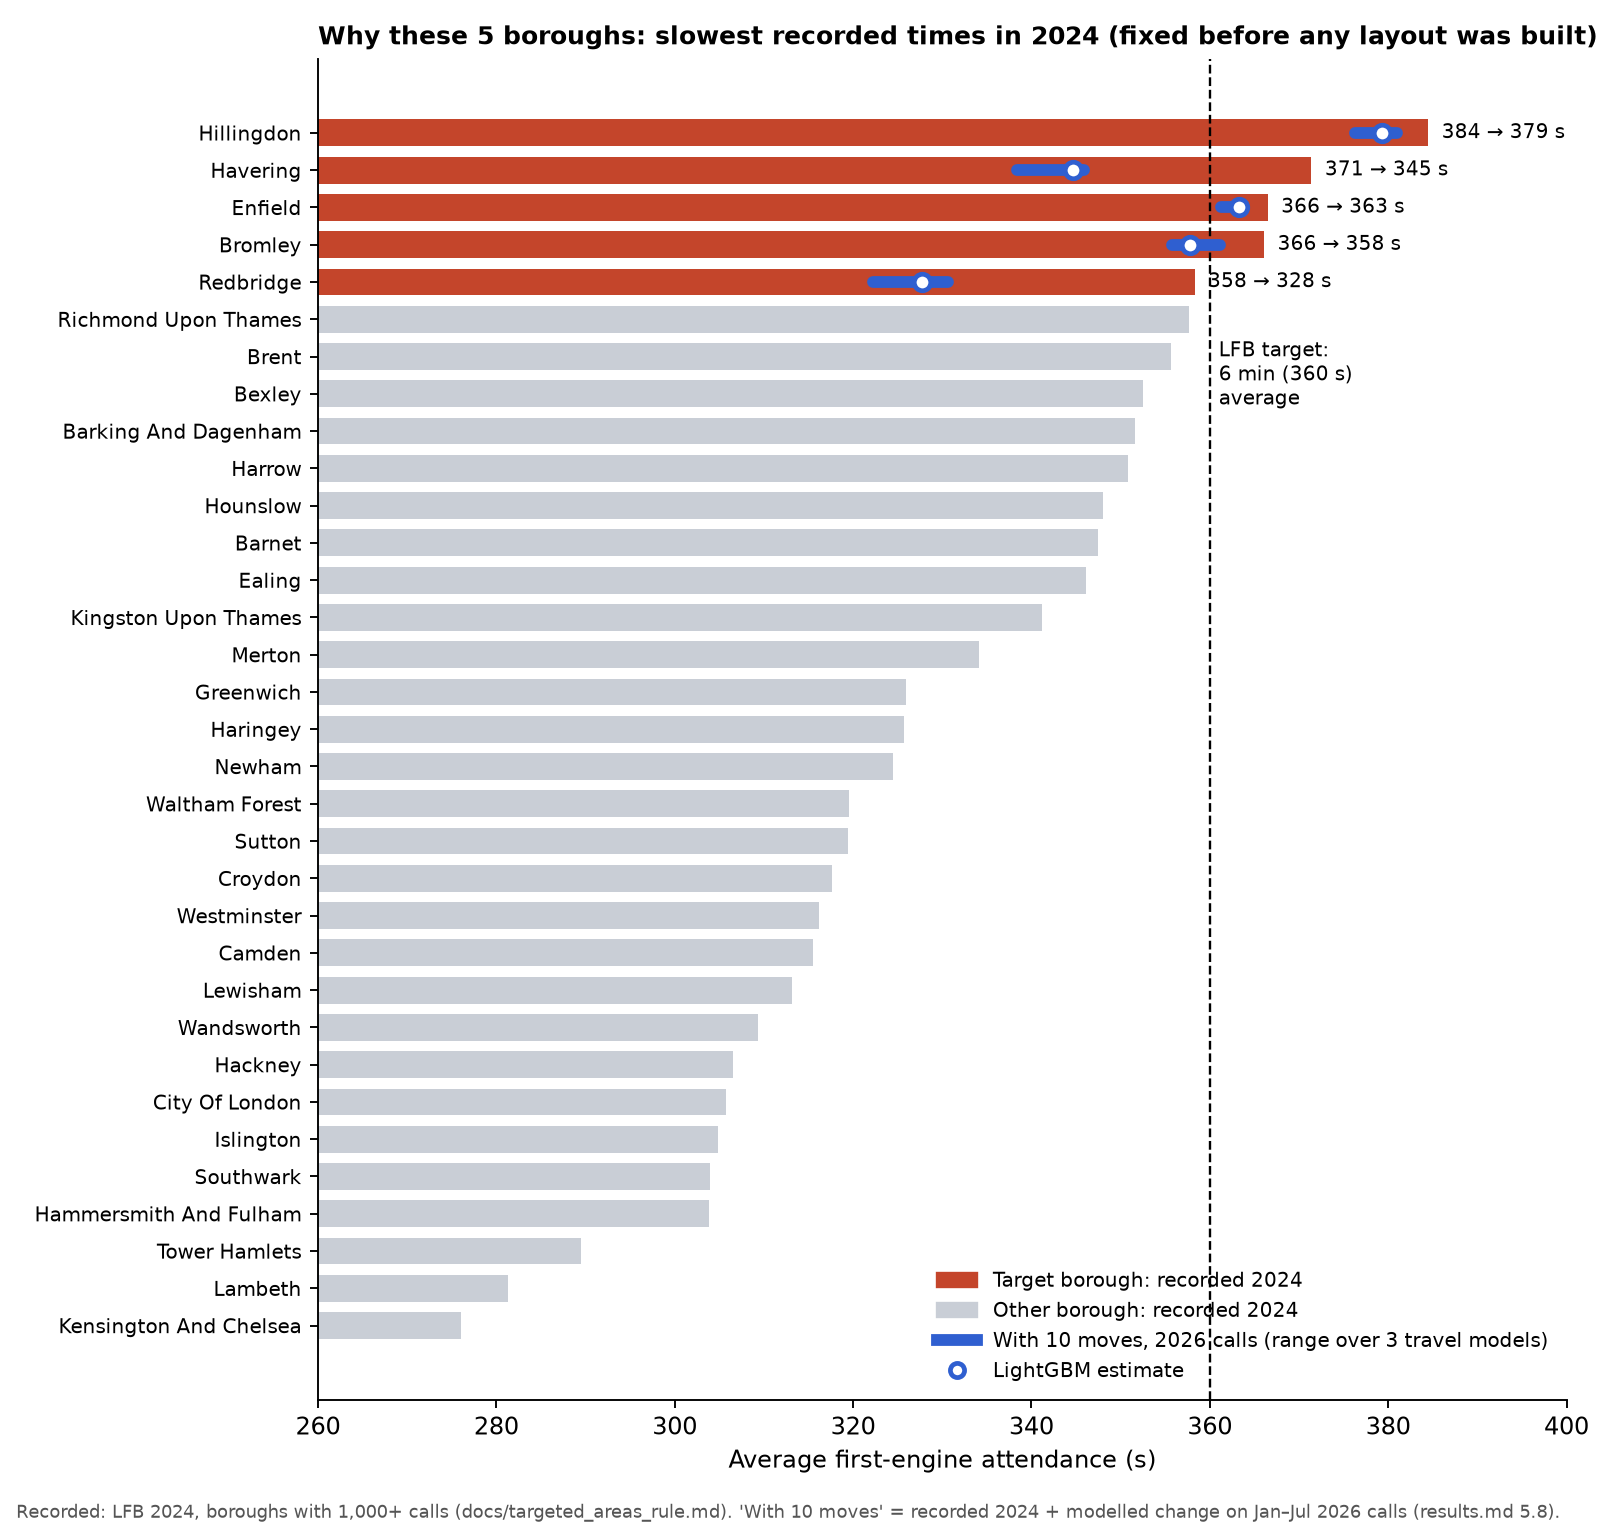 Why these 5 boroughs: slowest recorded times in 2024 (fixed before any layout was built)
Hillingdon
384 → 379 s
Havering
371 → 345 s
Enfield
366 → 363 s
Bromley
366 → 358 s
Redbridge
358 → 328 s
Richmond Upon Thames
Brent
LFB target:
6 min (360 s)
average
Bexley
Barking And Dagenham
Harrow
Hounslow
Barnet
Ealing
Kingston Upon Thames
Merton
Greenwich
Haringey
Newham
Waltham Forest
Sutton
Croydon
Westminster
Camden
Lewisham
Wandsworth
Hackney
City Of London
Islington
Southwark
Hammersmith And Fulham
Tower Hamlets
Lambeth
Kensington And Chelsea
Target borough: recorded 2024
Other borough: recorded 2024
With 10 moves, 2026 calls (range over 3 travel models)
LightGBM estimate
260 280 300 320 340 360 380 400
Average first-engine attendance (s)
Recorded: LFB 2024, boroughs with 1,000+ calls (docs/targeted_areas_rule.md). 'With 10 moves' = recorded 2024 + modelled change on Jan–Jul 2026 calls (results.md 5.8).